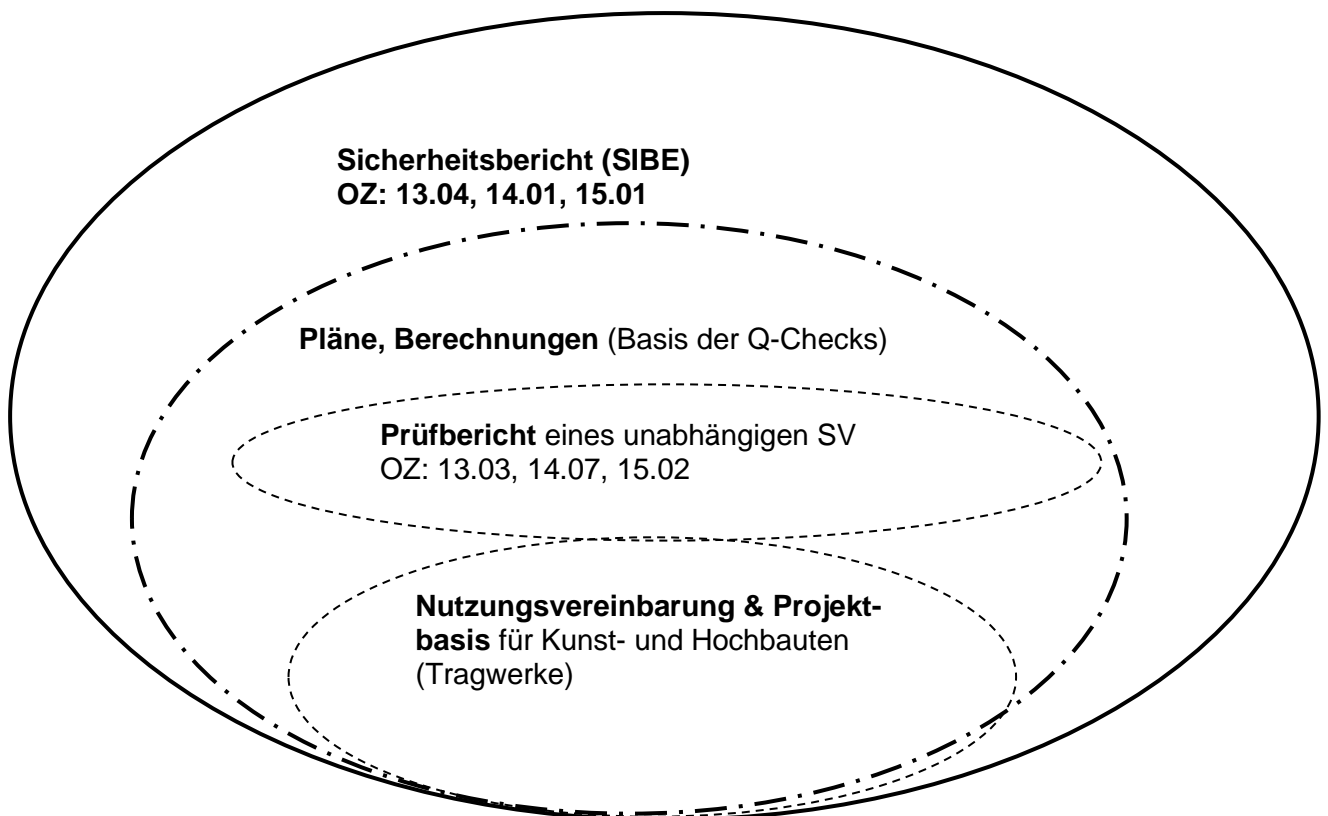 Sicherheitsbericht (SIBE)
OZ: 13.04, 14.01, 15.01
Pläne, Berechnungen (Basis der Q-Checks)
Prüfbericht eines unabhängigen SV
OZ: 13.03, 14.07, 15.02
Nutzungsvereinbarung & Projekt-
basis für Kunst- und Hochbauten
(Tragwerke)